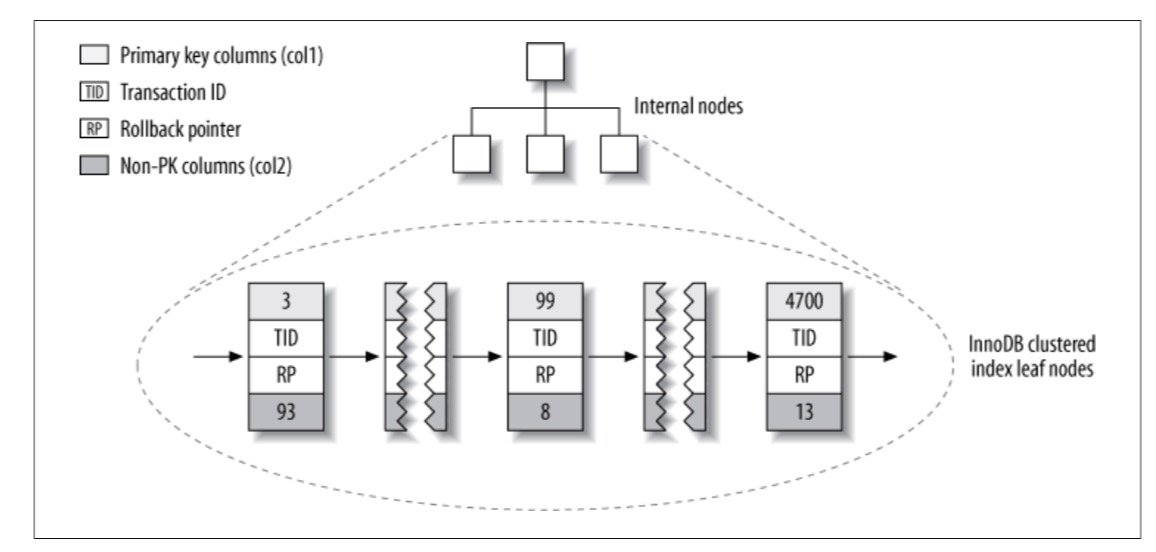 Primary key columns (col1)
TID Transaction ID
RP Rollback pointer
Non-PK columns (col2)
Internal nodes
3
TID
RP
93
99
TID
RP
8
4700
TID
RP
13
InnoDB clustered
index leaf nodes